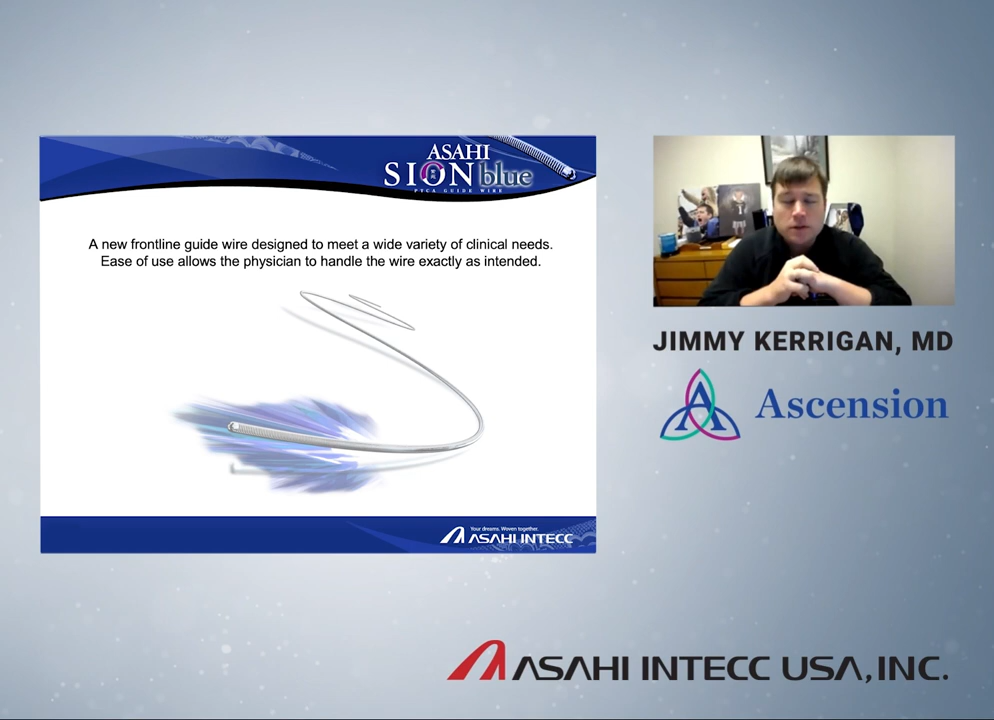 ASAHI
SION blue
PTCA GUIDE WIRE
A new frontline guide wire designed to meet a wide variety of clinical needs.
Ease of use allows the physician to handle the wire exactly as intended.
Your dreams. Woven together.
ASAHI INTECC
JIMMY KERRIGAN, MD
Ascension
ASAHI INTECC USA, INC.